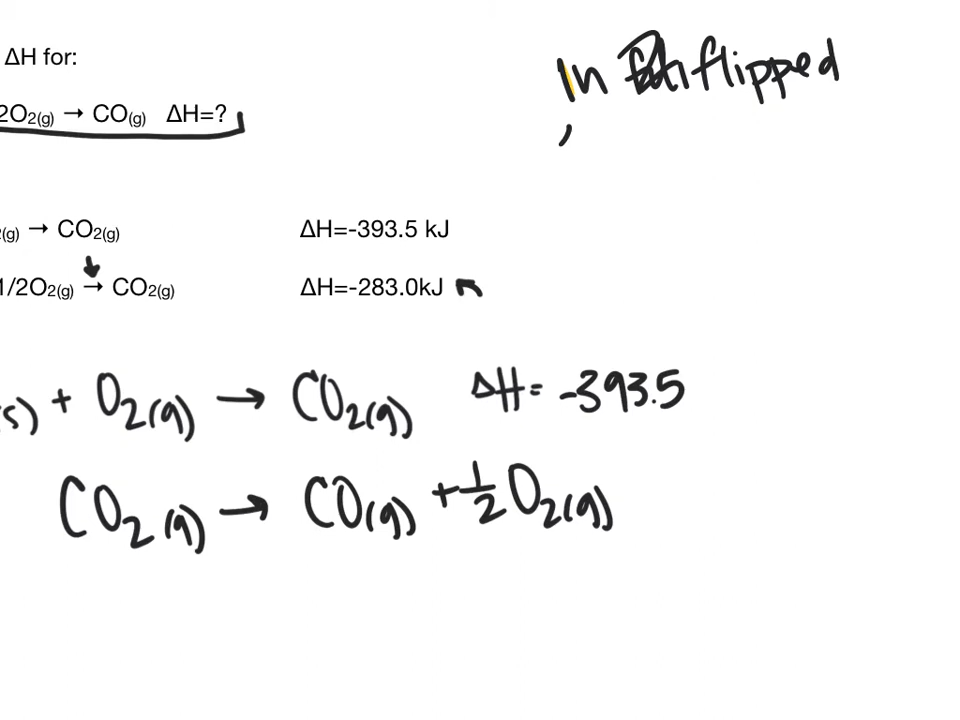 ΔH for:
In flipped
2O2(g) → CO(g) ΔH=?
2(g) → CO2(g) ΔH=-393.5 kJ
1/2O2(g) → CO2(g) ΔH=-283.0kJ
(s) + O2(g) → CO2(g) ΔH= -393.5
CO2(g) → CO(g) + 1/2 O2(g)